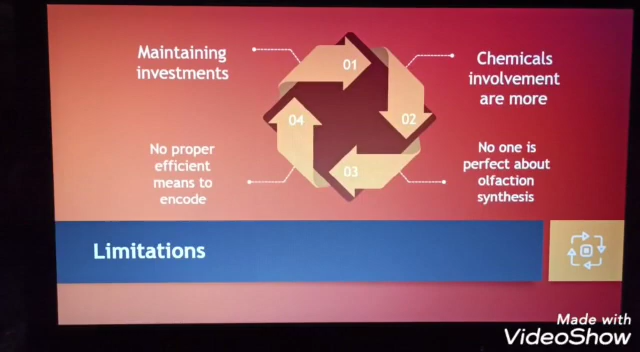 Maintaining
investments
01
Chemicals
involvement
are more
04
02
No proper
efficient
means to
encode
03
No one is
perfect about
olfaction
synthesis
Limitations
Made with
VideoShow